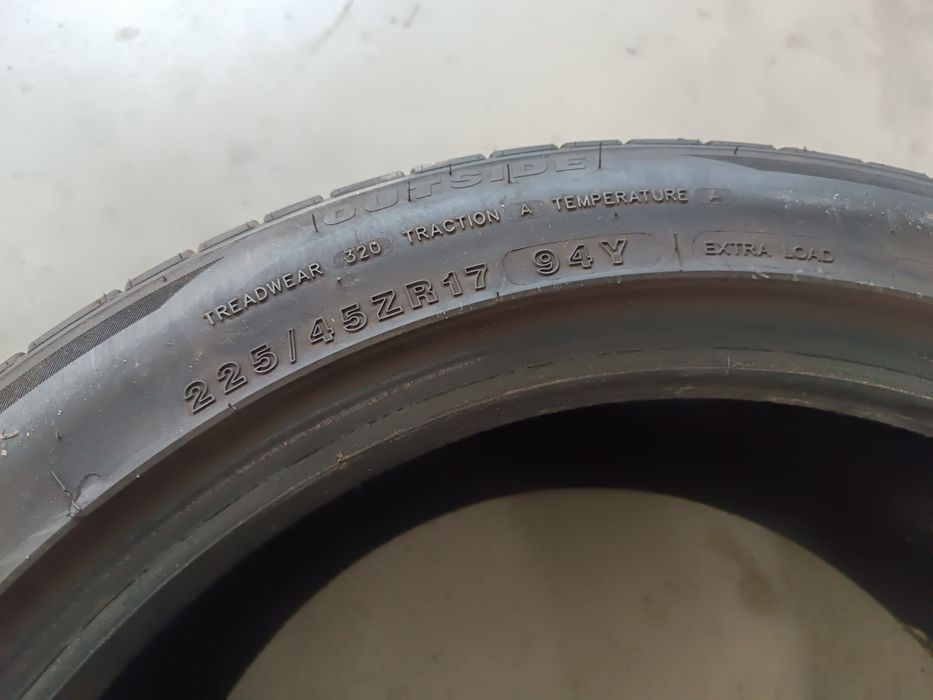 OUTSIDE
TREADWEAR 320 TRACTION A TEMPERATURE A
225/45ZR17 94Y EXTRA LOAD